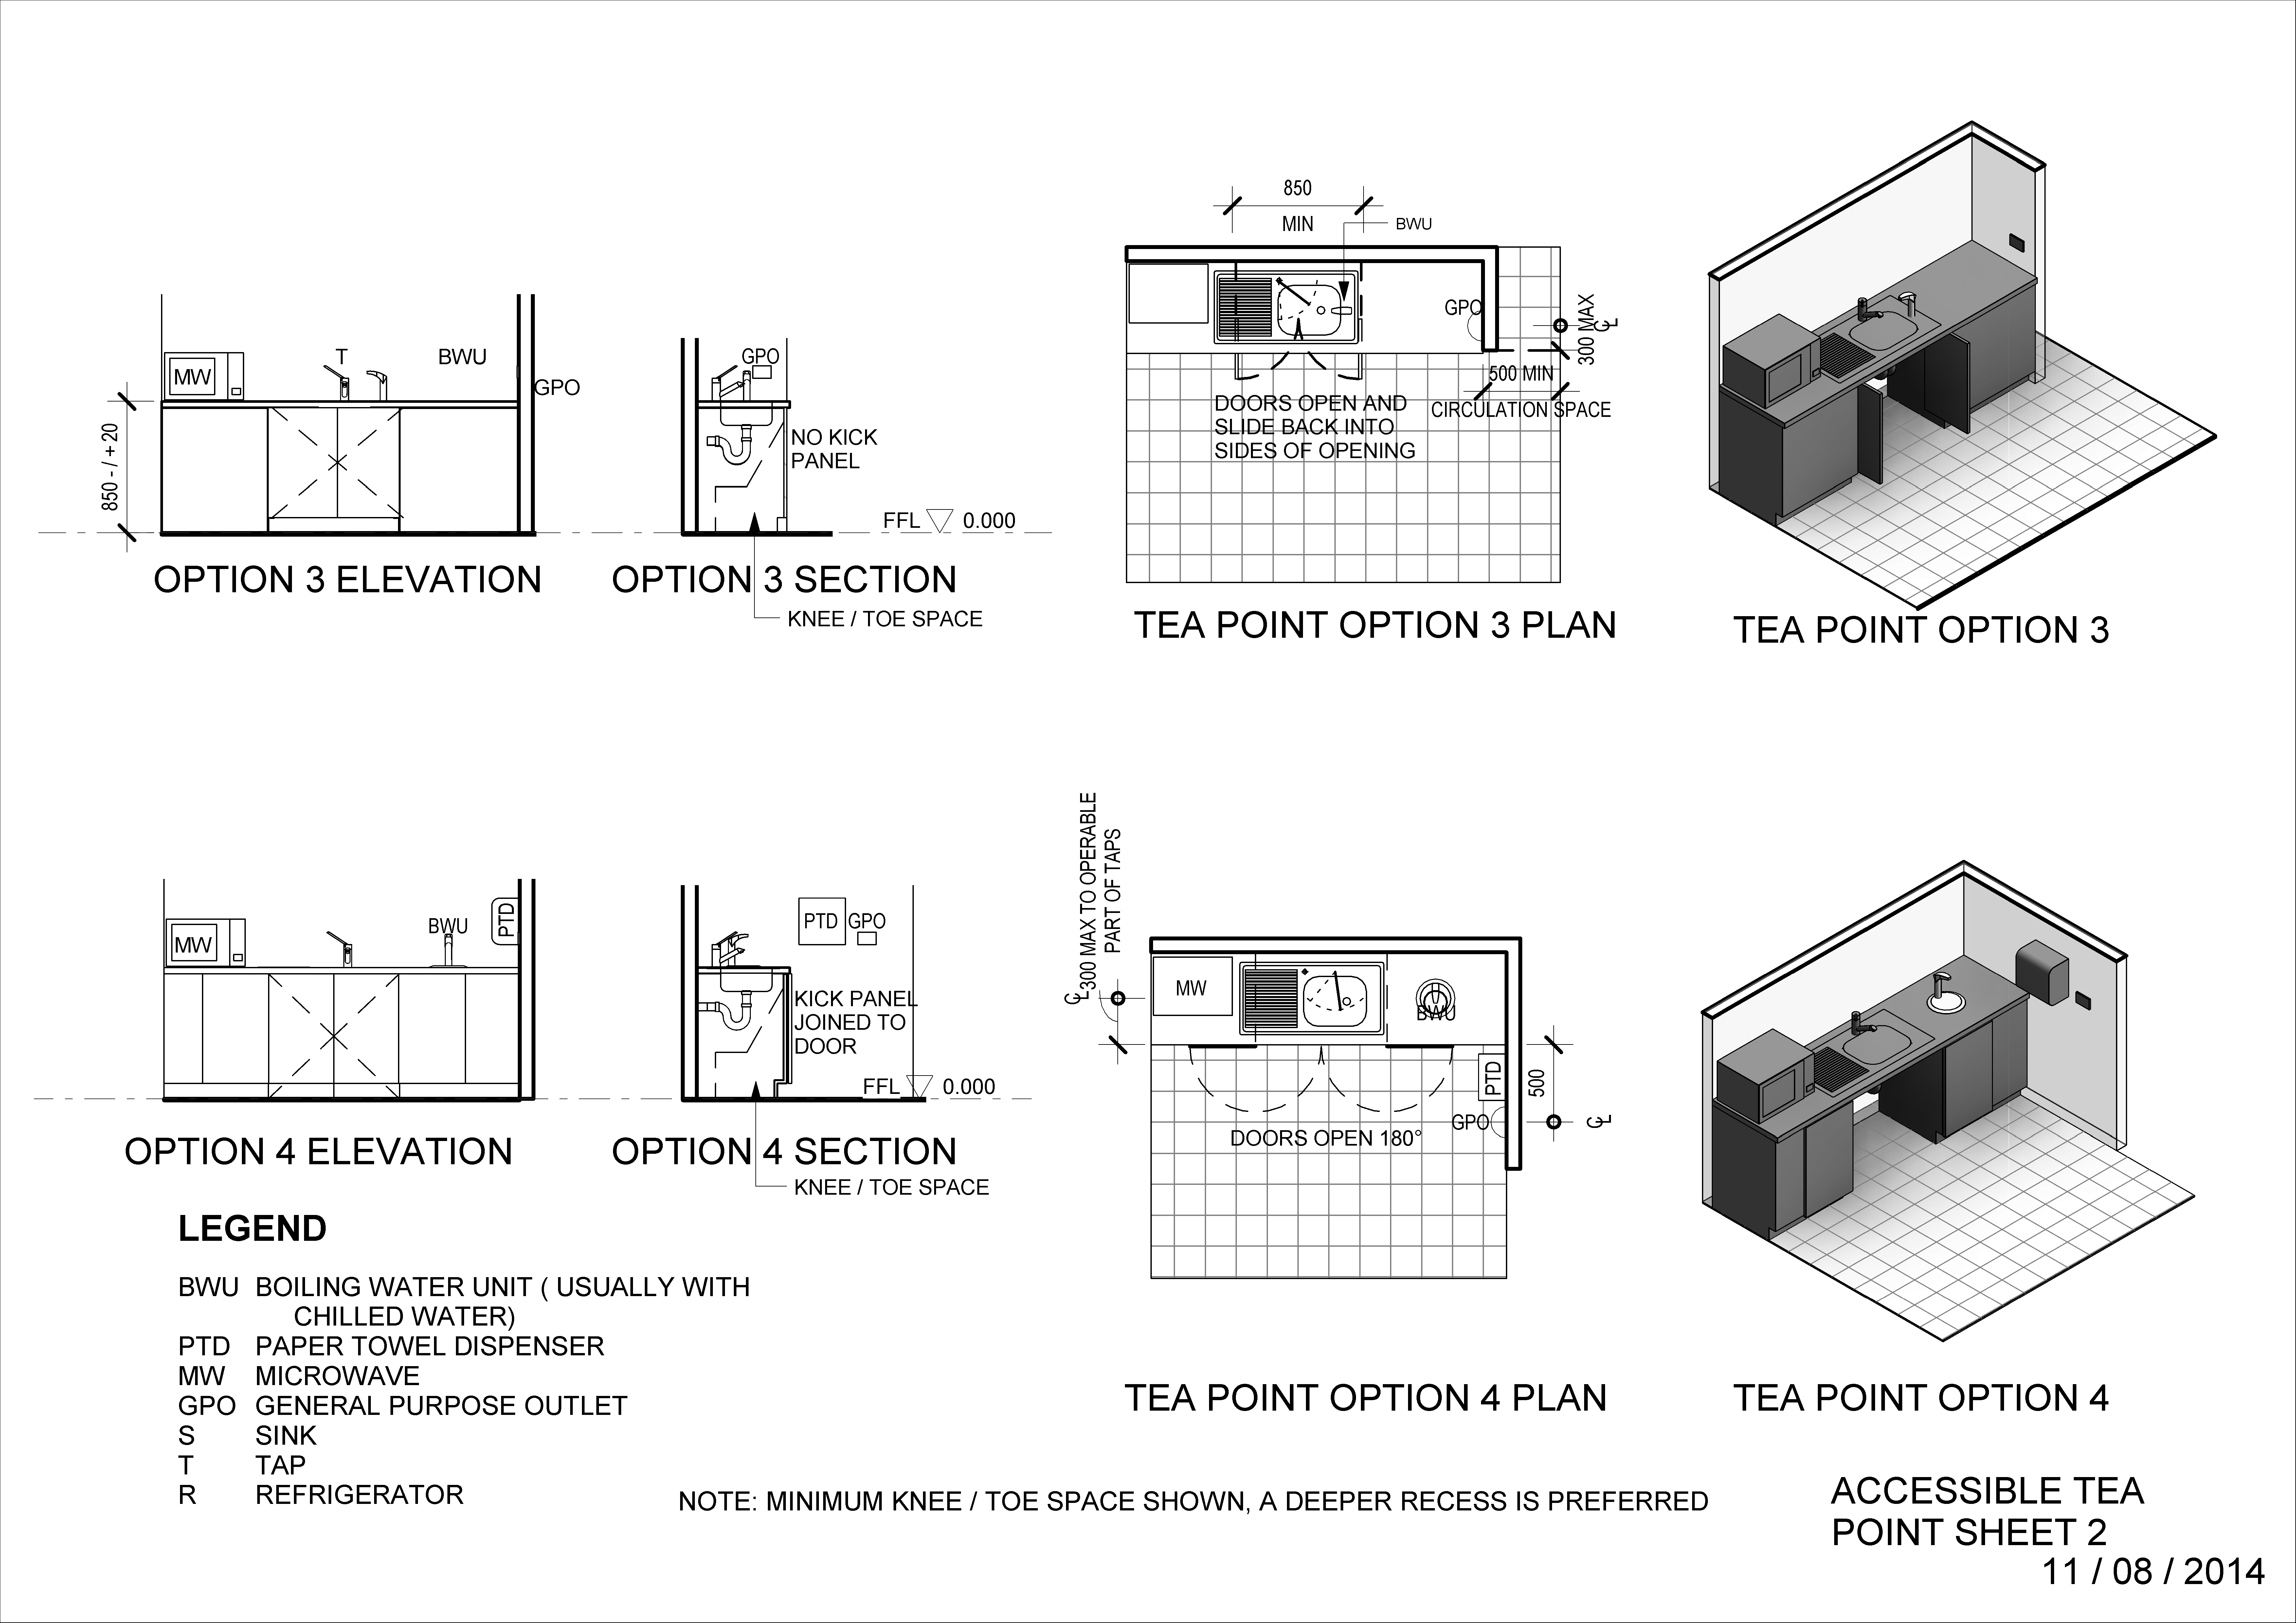 850
MIN
BWU
MW
T
BWU
GPO
850 - / + 20
GPO
NO KICK
PANEL
FFL
0.000
GPO
300 MAX
CL
500 MIN
CIRCULATION SPACE
DOORS OPEN AND
SLIDE BACK INTO
SIDES OF OPENING
OPTION 3 ELEVATION
OPTION 3 SECTION
KNEE / TOE SPACE
TEA POINT OPTION 3 PLAN
TEA POINT OPTION 3
MW
BWU
PTD
PTD
GPO
KICK PANEL
JOINED TO
DOOR
FFL
0.000
300 MAX TO OPERABLE
PART OF TAPS
CL
MW
BWU
PTD
500
GPO
CL
DOORS OPEN 180°
OPTION 4 ELEVATION
OPTION 4 SECTION
KNEE / TOE SPACE
LEGEND
BWU BOILING WATER UNIT ( USUALLY WITH
CHILLED WATER)
PTD PAPER TOWEL DISPENSER
MW MICROWAVE
GPO GENERAL PURPOSE OUTLET
S SINK
T TAP
R REFRIGERATOR
TEA POINT OPTION 4 PLAN
TEA POINT OPTION 4
NOTE: MINIMUM KNEE / TOE SPACE SHOWN, A DEEPER RECESS IS PREFERRED
ACCESSIBLE TEA
POINT SHEET 2
11 / 08 / 2014